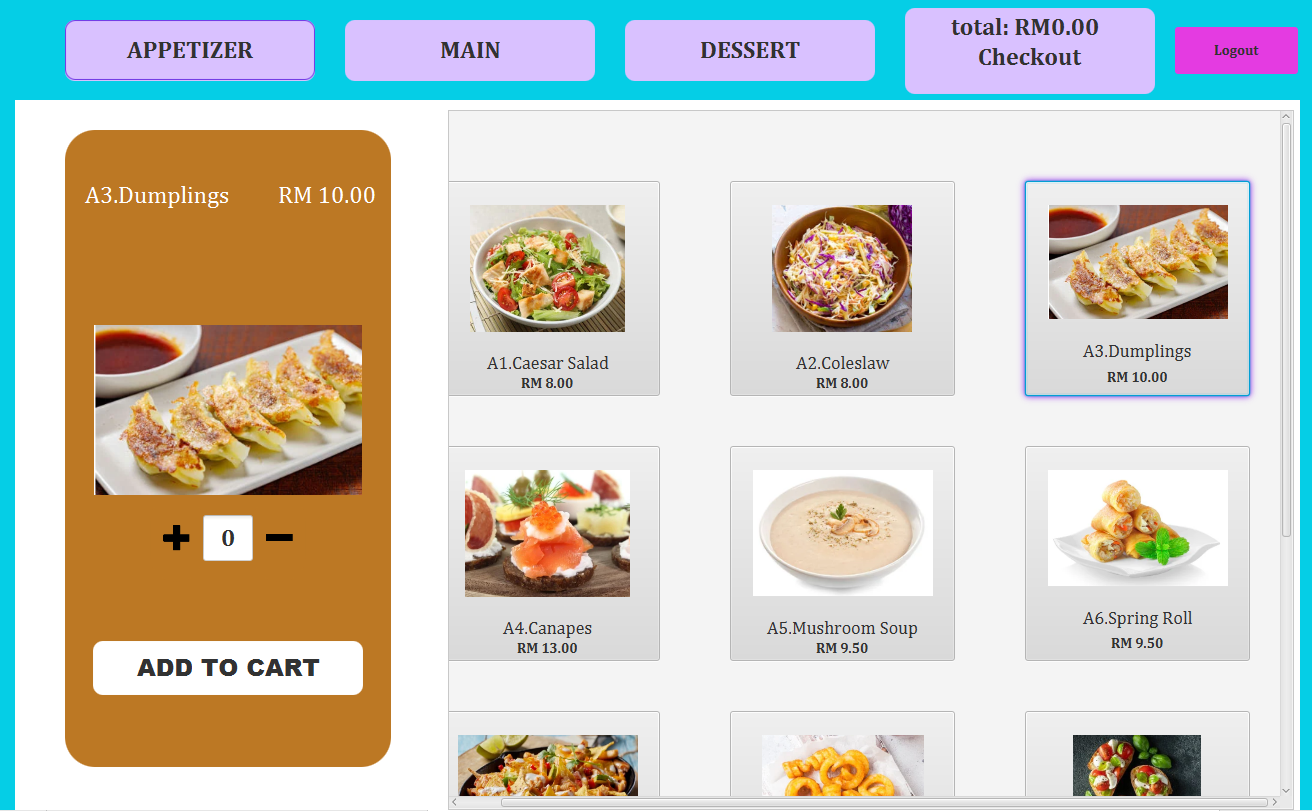 APPETIZER
MAIN
DESSERT
total: RM0.00
Checkout
Logout
A3.Dumplings RM 10.00
0
ADD TO CART
A1.Caesar Salad
RM 8.00
A2.Coleslaw
RM 8.00
A3.Dumplings
RM 10.00
A4.Canapes
RM 13.00
A5.Mushroom Soup
RM 9.50
A6.Spring Roll
RM 9.50